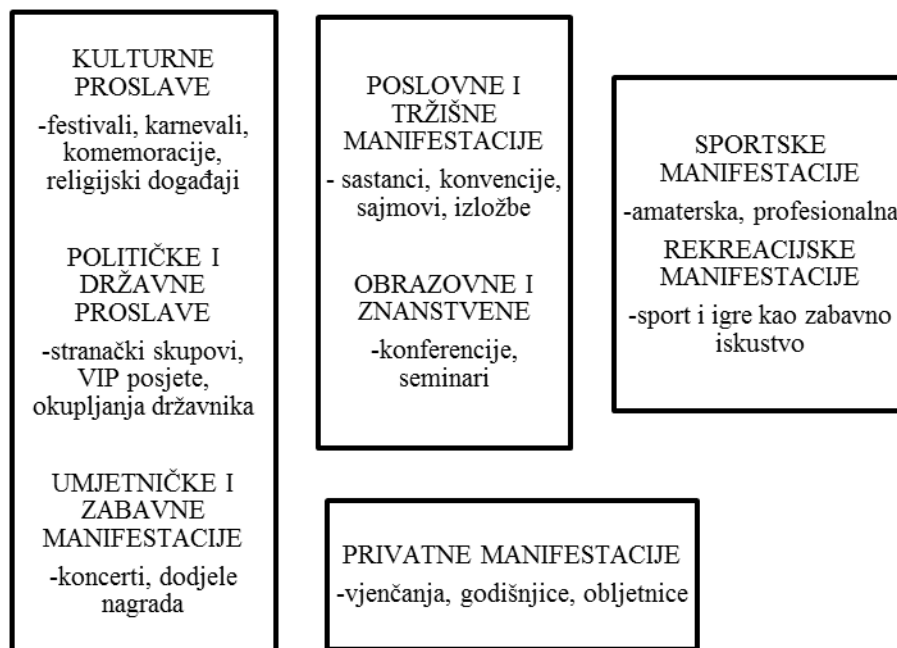 KULTURNE
PROSLAVE
-festivali, karnevali,
komemoracije,
religijski događaji
POLITIČKE I
DRŽAVNE
PROSLAVE
-stranački skupovi,
VIP posjete,
okupljanja državnika
UMJETNIČKE I
ZABAVNE
MANIFESTACIJE
-koncerti, dodjele
nagrada
POSLOVNE I
TRŽIŠNE
MANIFESTACIJE
- sastanci, konvencije,
sajmovi, izložbe
OBRAZOVNE I
ZNANSTVENE
-konferencije,
seminari
SPORTSKE
MANIFESTACIJE
-amaterska, profesionalna
REKREACIJSKE
MANIFESTACIJE
-sport i igre kao zabavno
iskustvo
PRIVATNE MANIFESTACIJE
-vjenčanja, godišnjice, obljetnice